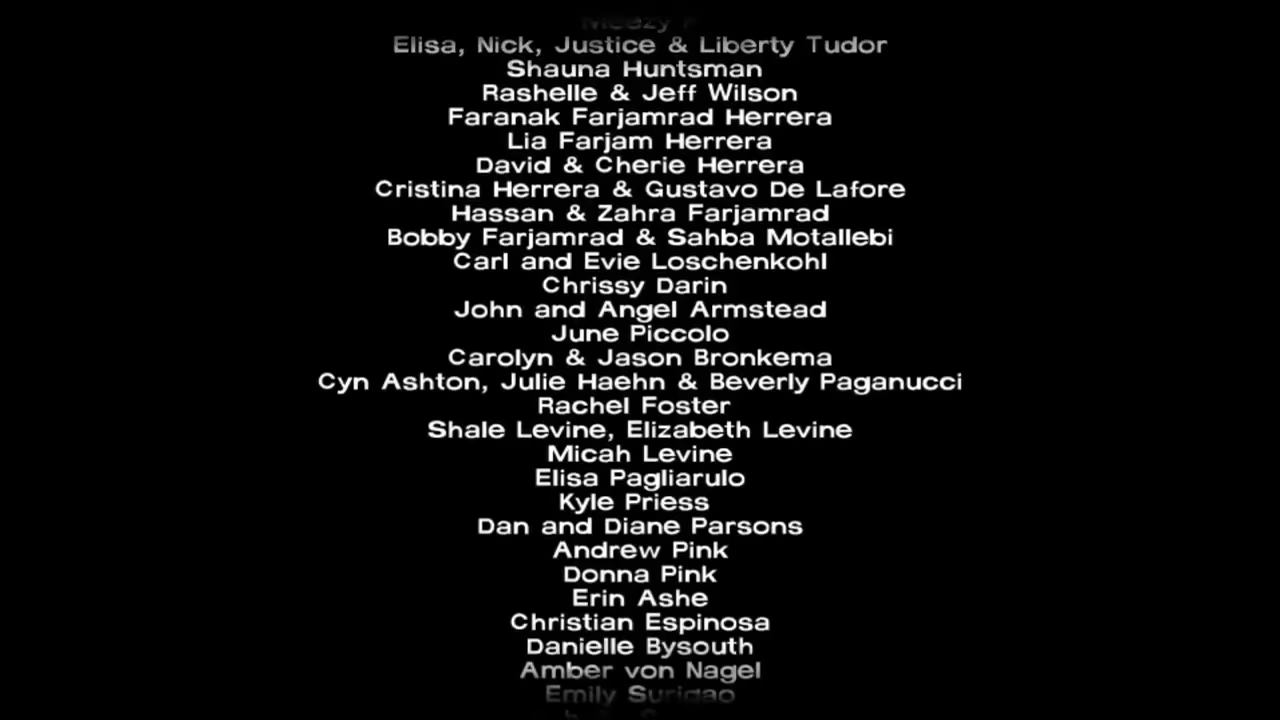 Elisa, Nick, Justice & Liberty Tudor
Shauna Huntsman
Rashelle & Jeff Wilson
Faranak Farjamrad Herrera
Lia Farjam Herrera
David & Cherie Herrera
Cristina Herrera & Gustavo De Lafore
Hassan & Zahra Farjamrad
Bobby Farjamrad & Sahba Motallebi
Carl and Evie Loschenkohl
Chrissy Darin
John and Angel Armstead
June Piccolo
Carolyn & Jason Bronkema
Cyn Ashton, Julie Haehn & Beverly Paganucci
Rachel Foster
Shale Levine, Elizabeth Levine
Micah Levine
Elisa Pagliarulo
Kyle Priess
Dan and Diane Parsons
Andrew Pink
Donna Pink
Erin Ashe
Christian Espinosa
Danielle Bysouth
Amber von Nagel
Emily Surigao